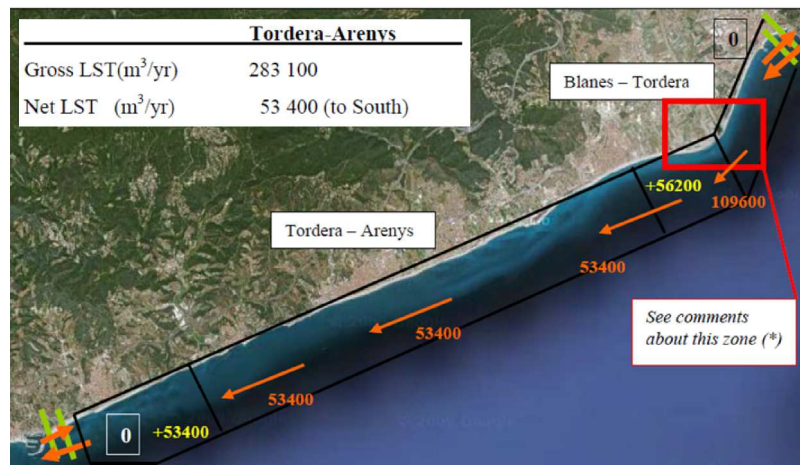 Tordera-Arenys
Gross LST(m³/yr) 283 100
Net LST (m³/yr) 53 400 (to South)
0
Blanes – Tordera
+56200
109600
Tordera – Arenys
53400
See comments
about this zone (*)
53400
53400
0
+53400